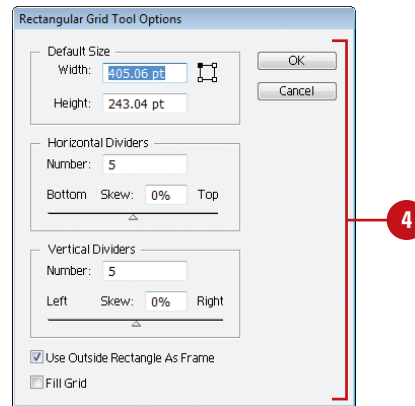 Rectangular Grid Tool Options
Default Size
Width: 405.06 pt
Height: 243.04 pt
OK
Cancel
Horizontal Dividers
Number: 5
Bottom Skew: 0% Top
Vertical Dividers
Number: 5
Left Skew: 0% Right
Use Outside Rectangle As Frame
Fill Grid
4